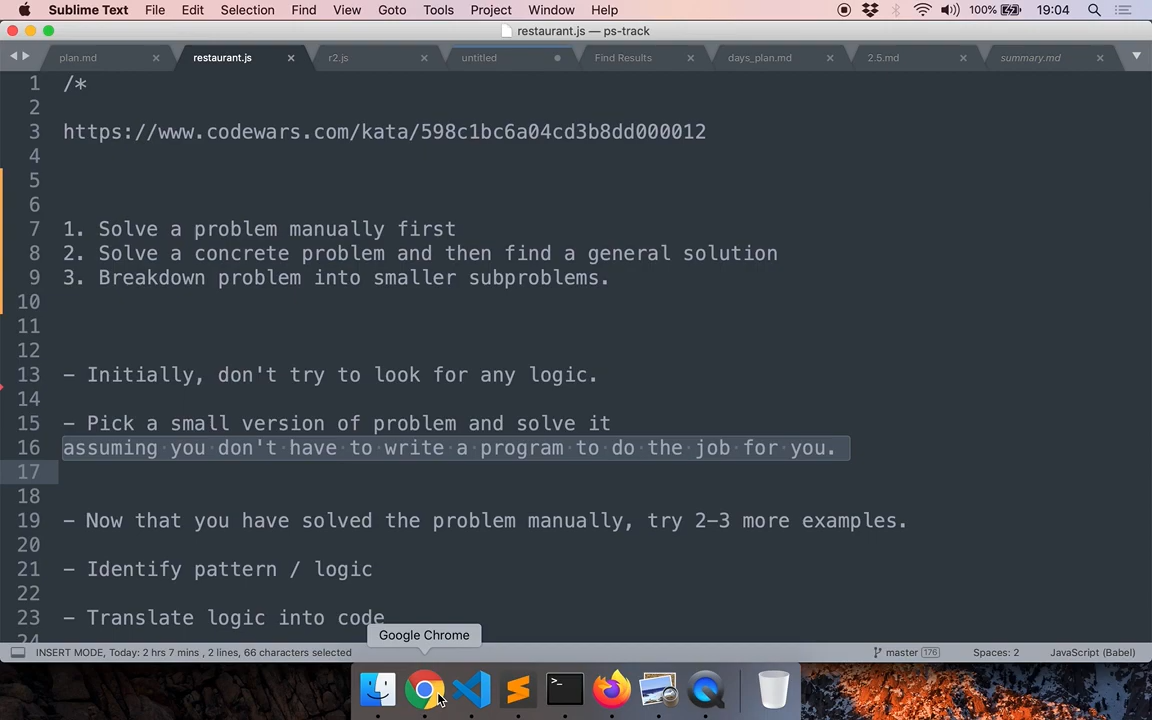 Sublime Text File Edit Selection Find View Goto Tools Project Window Help 100% 19:04
restaurant.js — ps-track
plan.md restaurant.js r2.js untitled Find Results days_plan.md 2.5.md summary.md
1 /*
2
3 https://www.codewars.com/kata/598c1bc6a04cd3b8dd000012
4
5
6
7 1. Solve a problem manually first
8 2. Solve a concrete problem and then find a general solution
9 3. Breakdown problem into smaller subproblems.
10
11
12
13 - Initially, don't try to look for any logic.
14
15 - Pick a small version of problem and solve it
16 assuming you don't have to write a program to do the job for you.
17
18
19 - Now that you have solved the problem manually, try 2-3 more examples.
20
21 - Identify pattern / logic
22
23 - Translate logic into code
24
Google Chrome
INSERT MODE, Today: 2 hrs 7 mins , 2 lines, 66 characters selected master 176 Spaces: 2 JavaScript (Babel)